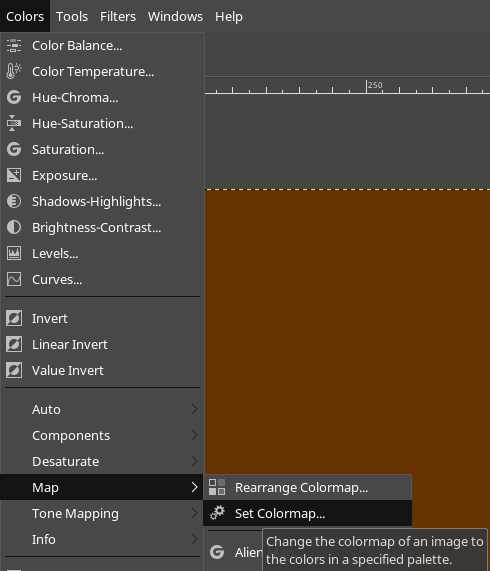 Colors Tools Filters Windows Help
Color Balance...
Color Temperature...
250
Hue-Chroma...
Hue-Saturation...
Saturation...
Exposure...
Shadows-Highlights...
Brightness-Contrast...
Levels...
Curves...
Invert
Linear Invert
Value Invert
Auto
Components
Desaturate
Map
Rearrange Colormap...
Tone Mapping
Set Colormap...
Info
Alien
Change the colormap of an image to
the colors in a specified palette.